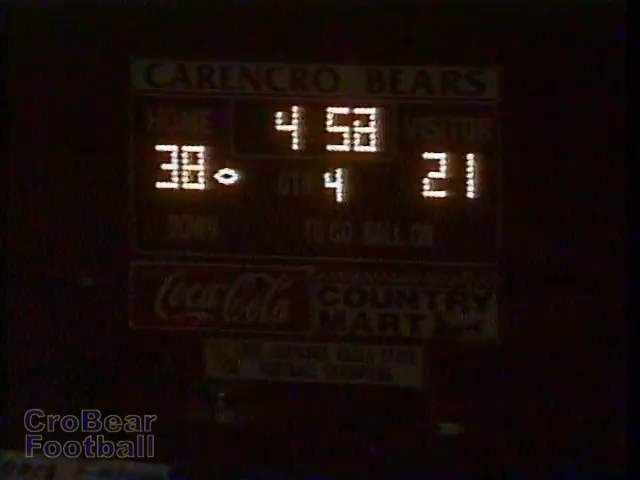 CARENCRO BEARS
HOME 4 58 VISITOR
38 QTR 4 21
DOWN TO GO BALL ON
Coca-Cola COUNTRY
MART
CroBear
Football